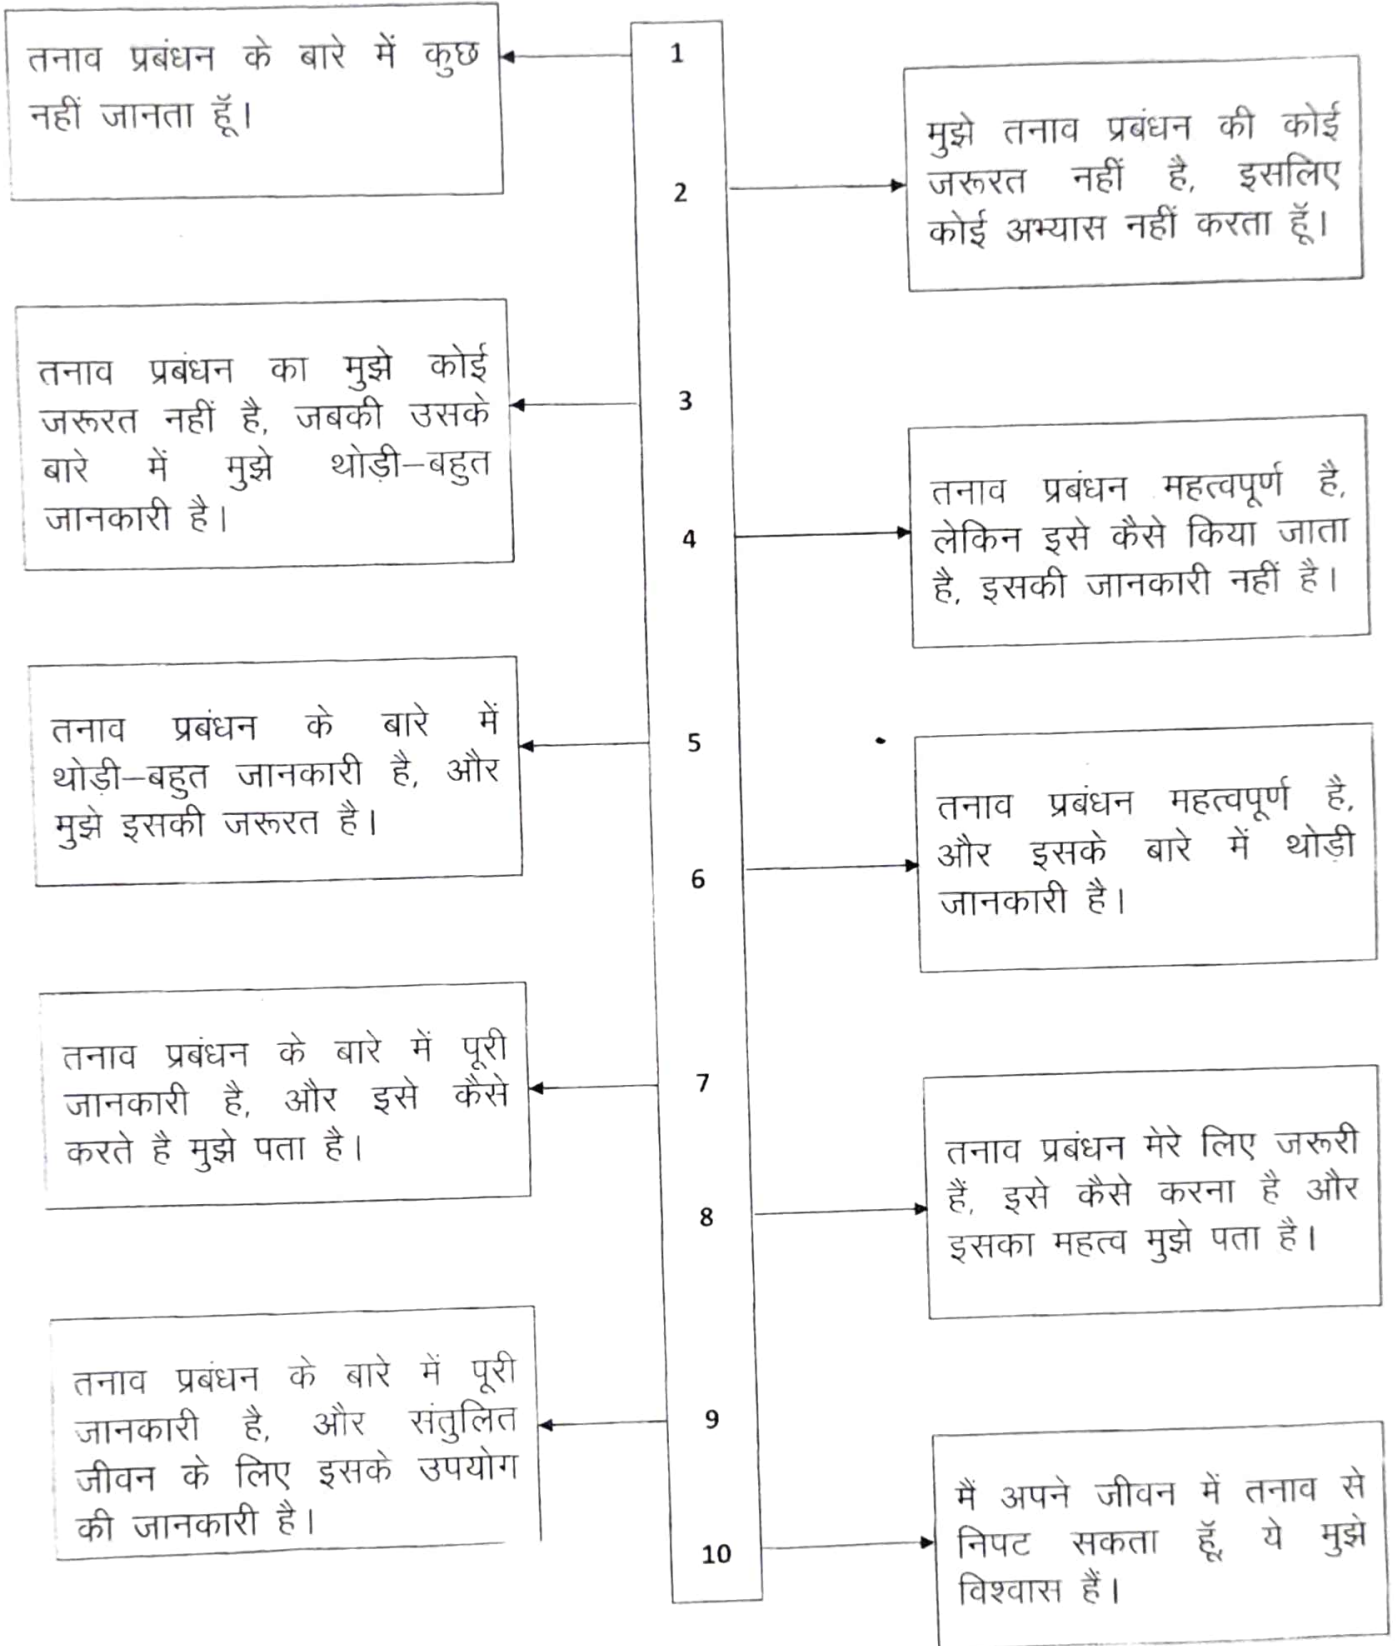 1
तनाव प्रबंधन के बारे में कुछ
नहीं जानता हूॅं।
2
मुझे तनाव प्रबंधन की कोई
जरूरत नहीं है, इसलिए
कोई अभ्यास नहीं करता हूॅं।
3
तनाव प्रबंधन का मुझे कोई
जरूरत नहीं है, जबकी उसके
बारे में मुझे थोड़ी–बहुत
जानकारी है।
4
तनाव प्रबंधन महत्वपूर्ण है,
लेकिन इसे कैसे किया जाता
है, इसकी जानकारी नहीं है।
5
तनाव प्रबंधन के बारे में
थोड़ी–बहुत जानकारी है, और
मुझे इसकी जरूरत है।
6
तनाव प्रबंधन महत्वपूर्ण है,
और इसके बारे में थोड़ी
जानकारी है।
7
तनाव प्रबंधन के बारे में पूरी
जानकारी है, और इसे कैसे
करते है मुझे पता है।
8
तनाव प्रबंधन मेरे लिए जरूरी
हैं, इसे कैसे करना है और
इसका महत्व मुझे पता है।
9
तनाव प्रबंधन के बारे में पूरी
जानकारी है, और संतुलित
जीवन के लिए इसके उपयोग
की जानकारी है।
10
मैं अपने जीवन में तनाव से
निपट सकता हूॅं, ये मुझे
विश्वास हैं।